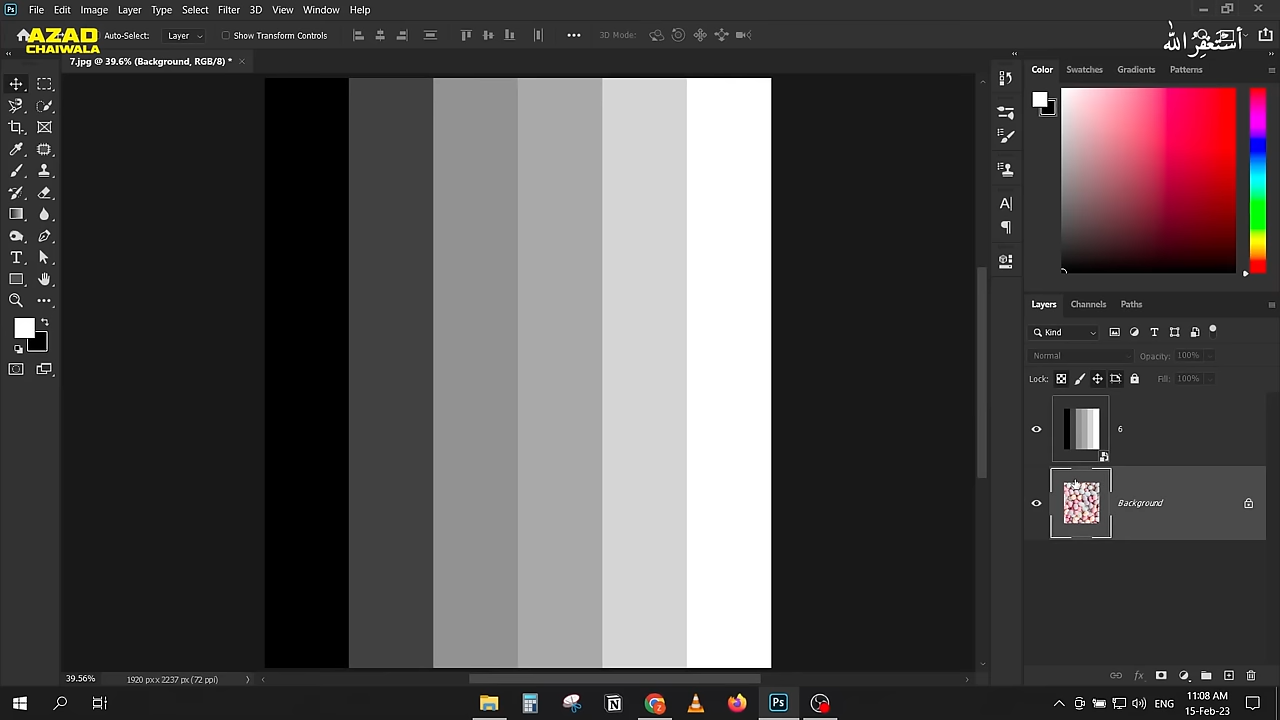 Ps File Edit Image Layer Type Select Filter 3D View Window Help
AZAD
CHAIWALA
Auto-Select: Layer Show Transform Controls 3D Mode:
أستغفر الله
7.jpg @ 39.6% (Background, RGB/8) *
Color Swatches Gradients Patterns
Layers Channels Paths
Kind
Normal Opacity: 100%
Lock: Fill: 100%
6
Background
39.56% 1920 px x 2237 px (72 ppi)
ENG 11:08 AM
15-Feb-23